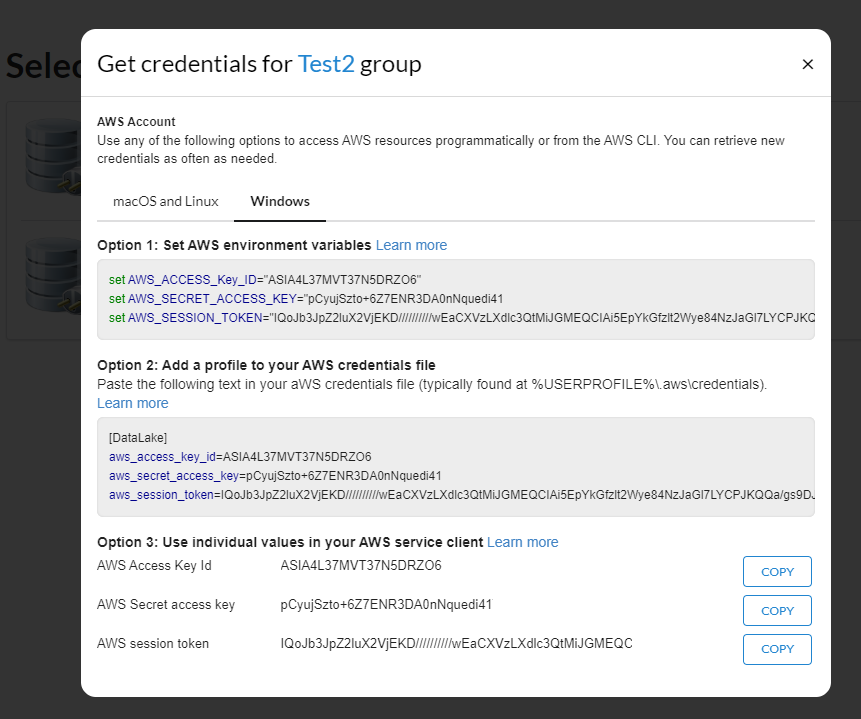 Selec
Get credentials for Test2 group
×
AWS Account
Use any of the following options to access AWS resources programmatically or from the AWS CLI. You can retrieve new
credentials as often as needed.
macOS and Linux Windows
Option 1: Set AWS environment variables Learn more
set AWS_ACCESS_Key_ID="ASIA4L37MVT37N5DRZO6"
set AWS_SECRET_ACCESS_KEY="pCyujSzto+6Z7ENR3DA0nNquedi41
set AWS_SESSION_TOKEN="IQoJb3JpZ2luX2VjEKD//////////wEaCXVzLXdlc3QtMiJGMEQCIAi5EpYkGfzlt2Wye84NzJaGl7LYCPJKQ
Option 2: Add a profile to your AWS credentials file
Paste the following text in your aWS credentials file (typically found at %USERPROFILE%\.aws\credentials).
Learn more
[DataLake]
aws_access_key_id=ASIA4L37MVT37N5DRZO6
aws_secret_access_key=pCyujSzto+6Z7ENR3DA0nNquedi41
aws_session_token=IQoJb3JpZ2luX2VjEKD//////////wEaCXVzLXdlc3QtMiJGMEQCIAi5EpYkGfzlt2Wye84NzJaGl7LYCPJKQQa/gs9DJ
Option 3: Use individual values in your AWS service client Learn more
AWS Access Key Id ASIA4L37MVT37N5DRZO6 COPY
AWS Secret access key pCyujSzto+6Z7ENR3DA0nNquedi41 COPY
AWS session token IQoJb3JpZ2luX2VjEKD//////////wEaCXVzLXdlc3QtMiJGMEQC COPY